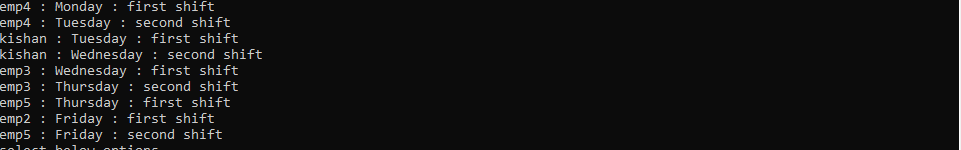 emp4 : Monday : first shift
emp4 : Tuesday : second shift
kishan : Tuesday : first shift
kishan : Wednesday : second shift
emp3 : Wednesday : first shift
emp3 : Thursday : second shift
emp5 : Thursday : first shift
emp2 : Friday : first shift
emp5 : Friday : second shift
select below options